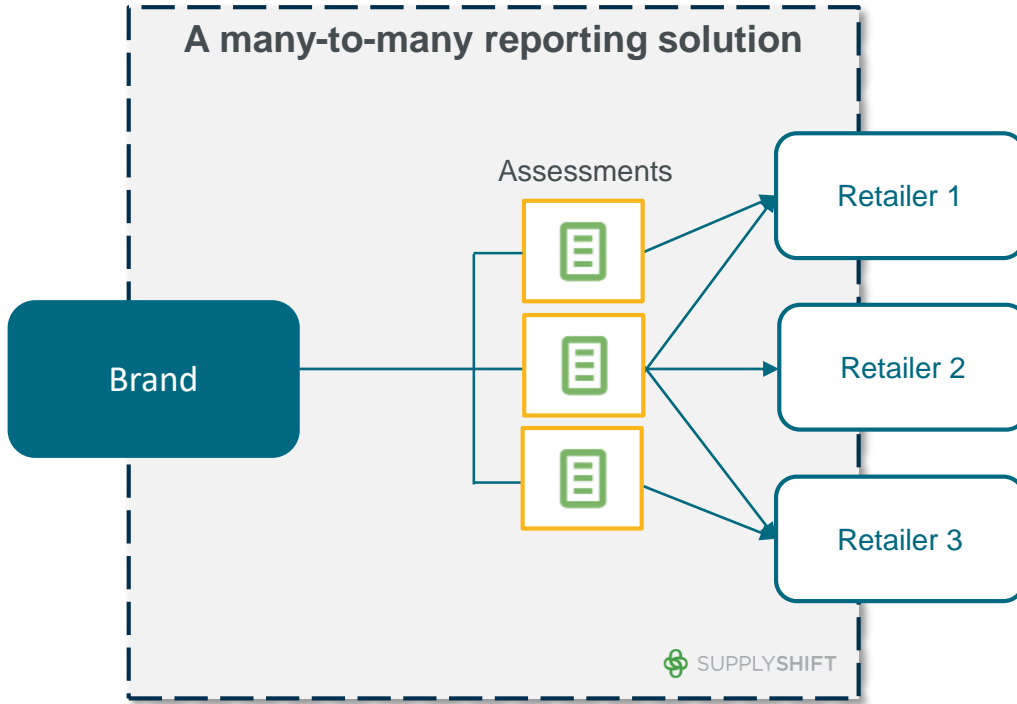 A many-to-many reporting solution
Assessments
Retailer 1
Brand
Retailer 2
Retailer 3
SUPPLYSHIFT